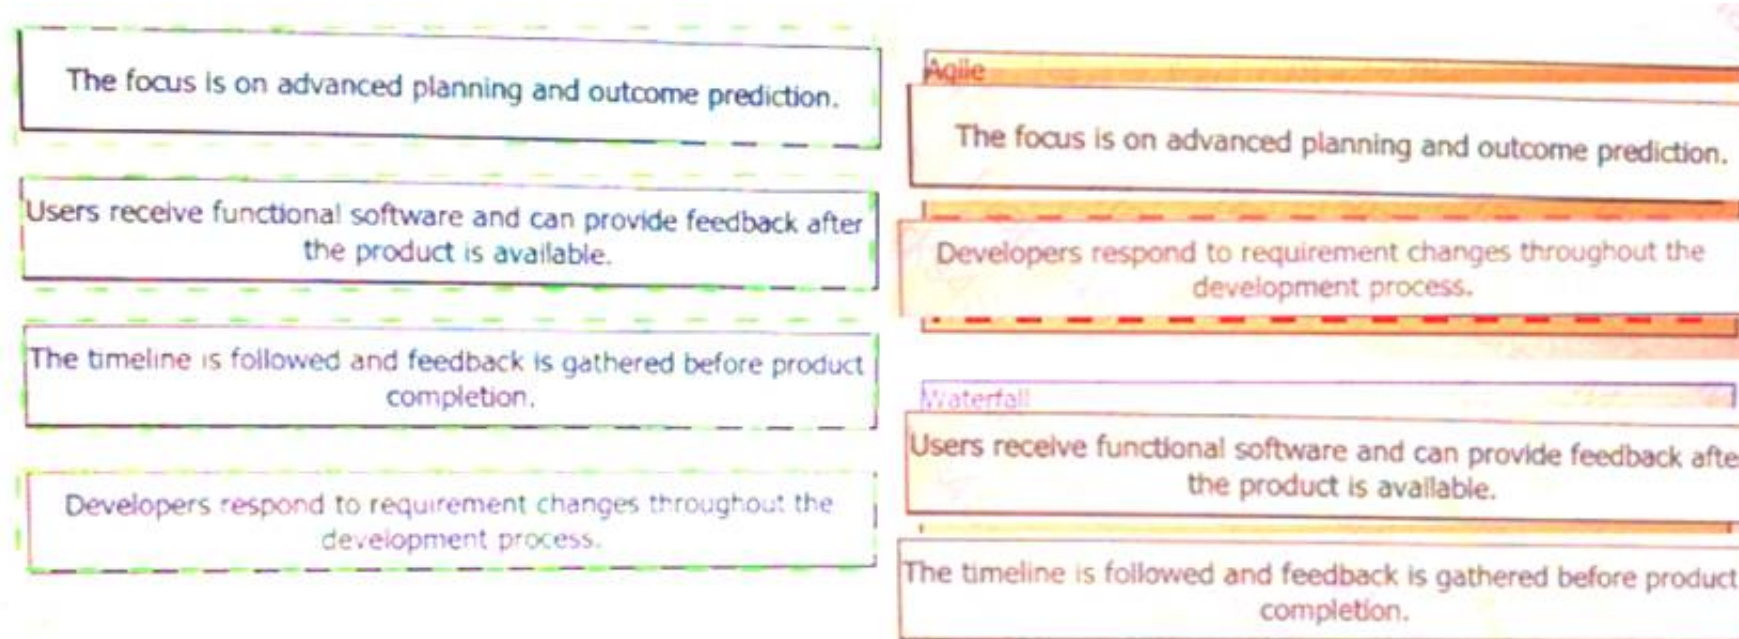 The focus is on advanced planning and outcome prediction.
Users receive functional software and can provide feedback after
the product is available.
The timeline is followed and feedback is gathered before product
completion.
Developers respond to requirement changes throughout the
development process.
Agile
The focus is on advanced planning and outcome prediction.
Developers respond to requirement changes throughout the
development process.
Waterfall
Users receive functional software and can provide feedback afte
the product is available.
The timeline is followed and feedback is gathered before product
completion.